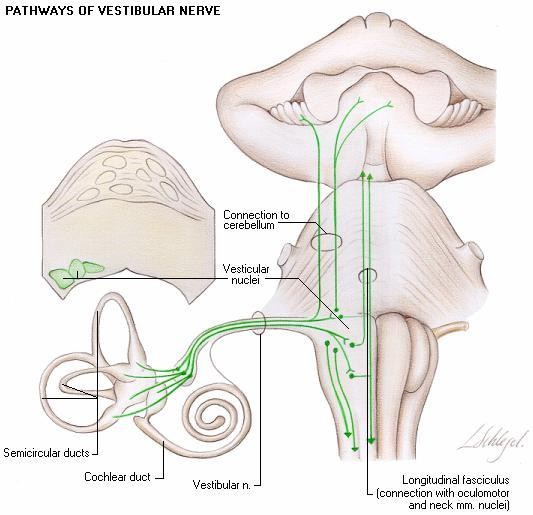 PATHWAYS OF VESTIBULAR NERVE
Connection to
cerebellum
Vesticular
nuclei
Semicircular ducts
Cochlear duct
Vestibular n.
Longitudinal fasciculus
(connection with oculomotor
and neck mm. nuclei)